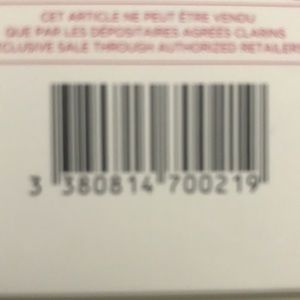 CET ARTICLE NE PEUT ÊTRE VENDU
QUE PAR LES DÉPOSITAIRES AGRÉÉS CLARINS
EXCLUSIVE SALE THROUGH AUTHORIZED RETAILERS
3 380814 700219